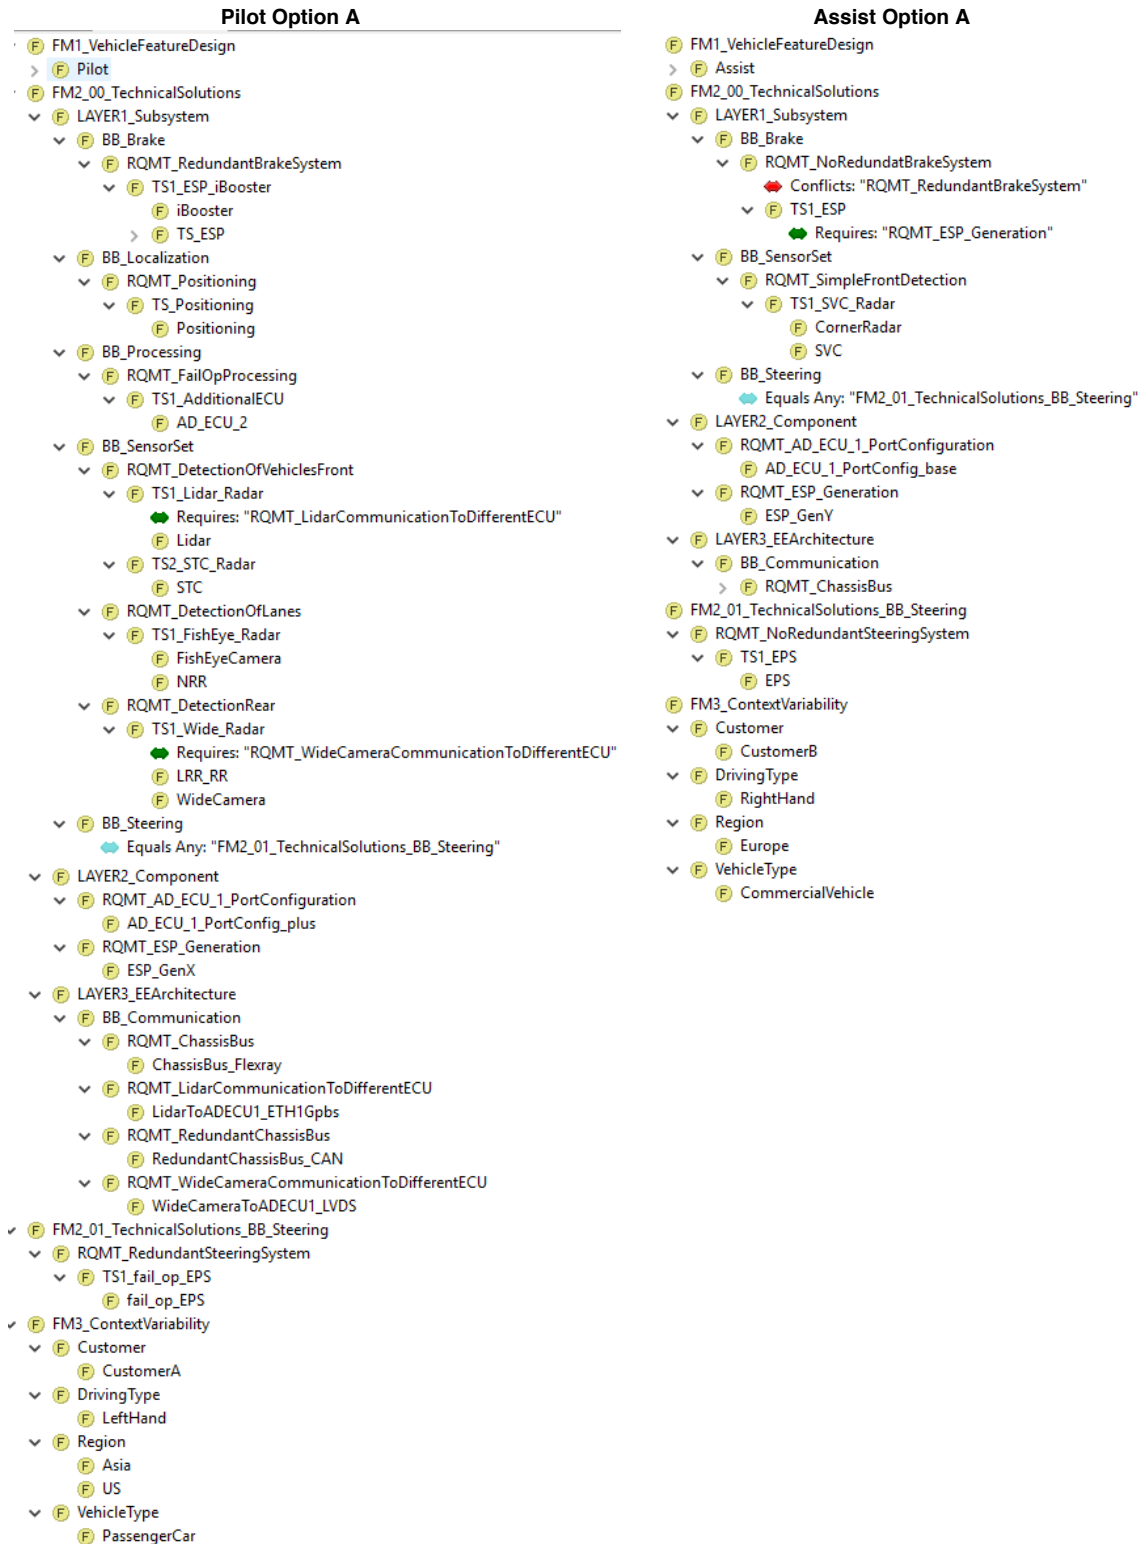 Pilot Option A
FM1_VehicleFeatureDesign
Pilot
FM2_00_TechnicalSolutions
LAYER1_Subsystem
BB_Brake
RQMT_RedundantBrakeSystem
TS1_ESP_iBooster
iBooster
TS_ESP
BB_Localization
RQMT_Positioning
TS_Positioning
Positioning
BB_Processing
RQMT_FailOpProcessing
TS1_AdditionalECU
AD_ECU_2
BB_SensorSet
RQMT_DetectionOfVehiclesFront
TS1_Lidar_Radar
Requires: "RQMT_LidarCommunicationToDifferentECU"
Lidar
TS2_STC_Radar
STC
RQMT_DetectionOfLanes
TS1_FishEye_Radar
FishEyeCamera
NRR
RQMT_DetectionRear
TS1_Wide_Radar
Requires: "RQMT_WideCameraCommunicationToDifferentECU"
LRR_RR
WideCamera
BB_Steering
Equals Any: "FM2_01_TechnicalSolutions_BB_Steering"
LAYER2_Component
RQMT_AD_ECU_1_PortConfiguration
AD_ECU_1_PortConfig_plus
RQMT_ESP_Generation
ESP_GenX
LAYER3_EEArchitecture
BB_Communication
RQMT_ChassisBus
ChassisBus_Flexray
RQMT_LidarCommunicationToDifferentECU
LidarToADECU1_ETH1Gpbs
RQMT_RedundantChassisBus
RedundantChassisBus_CAN
RQMT_WideCameraCommunicationToDifferentECU
WideCameraToADECU1_LVDS
FM2_01_TechnicalSolutions_BB_Steering
RQMT_RedundantSteeringSystem
TS1_fail_op_EPS
fail_op_EPS
FM3_ContextVariability
Customer
CustomerA
DrivingType
LeftHand
Region
Asia
US
VehicleType
PassengerCar
Assist Option A
FM1_VehicleFeatureDesign
Assist
FM2_00_TechnicalSolutions
LAYER1_Subsystem
BB_Brake
RQMT_NoRedundatBrakeSystem
Conflicts: "RQMT_RedundantBrakeSystem"
TS1_ESP
Requires: "RQMT_ESP_Generation"
BB_SensorSet
RQMT_SimpleFrontDetection
TS1_SVC_Radar
CornerRadar
SVC
BB_Steering
Equals Any: "FM2_01_TechnicalSolutions_BB_Steering"
LAYER2_Component
RQMT_AD_ECU_1_PortConfiguration
AD_ECU_1_PortConfig_base
RQMT_ESP_Generation
ESP_GenY
LAYER3_EEArchitecture
BB_Communication
RQMT_ChassisBus
FM2_01_TechnicalSolutions_BB_Steering
RQMT_NoRedundantSteeringSystem
TS1_EPS
EPS
FM3_ContextVariability
Customer
CustomerB
DrivingType
RightHand
Region
Europe
VehicleType
CommercialVehicle